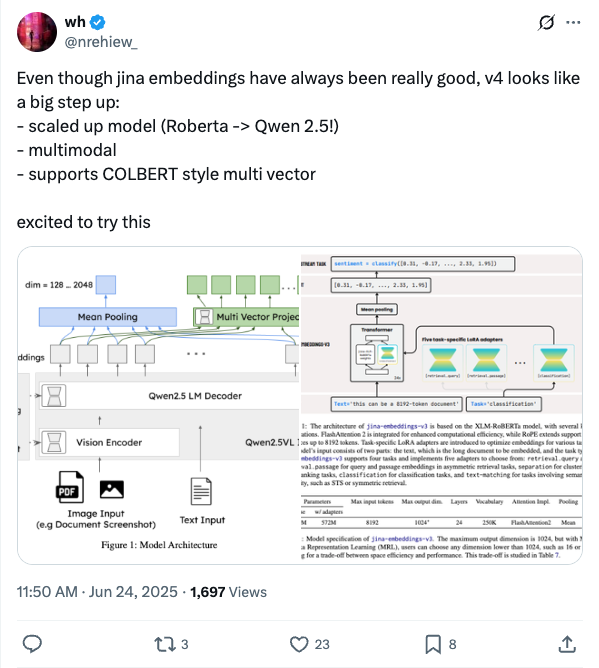 wh
@nrehiew_
Even though jina embeddings have always been really good, v4 looks like
a big step up:
- scaled up model (Roberta -> Qwen 2.5!)
- multimodal
- supports COLBERT style multi vector
excited to try this
dim = 128 ... 2048
Mean Pooling
Multi Vector Projec
ddings
Qwen2.5 LM Decoder
Vision Encoder
Qwen2.5VL
PDF
Image Input
(e.g Document Screenshot)
Text Input
Figure 1: Model Architecture
TREAM TASK
sentiment = classify([0.31, -0.17, ..., 2.33, 1.95])
[0.31, -0.17, ..., 2.33, 1.95]
Mean pooling
Transformer
Five task-specific LoRA adapters
MBEDDINGS-V3
24x
(retrieval.query)
(retrieval.passage)
(classification)
Text='this can be a 8192-token document'
Task='classification'
1: The architecture of jina-embeddings-v3 is based on the XLM-RoBERTa model, with several
ations. FlashAttention 2 is integrated for enhanced computational efficiency, while RoPE extends support
es up to 8192 tokens. Task-specific LoRA adapters are introduced to optimize embeddings for various ta
del's input consists of two parts: the text, which is the long document to be embedded, and the task ty
mbeddings-v3 supports four tasks and implements five adapters to choose from: retrieval.query
val.passage for query and passage embeddings in asymmetric retrieval tasks, separation for cluster
anking tasks, classification for classification tasks, and text-matching for tasks involving seman
ty, such as STS or symmetric retrieval.
Parameters Max input tokens Max output dim. Layers Vocabulary Attention Impl. Pooling
w/ adapters
M 572M 8192 1024* 24 250K FlashAttention2 Mean
: Model specification of jina-embeddings-v3. The maximum output dimension is 1024, but with M
a Representation Learning (MRL), users can choose any dimension lower than 1024, such as 16 or
g for a trade-off between space efficiency and performance. This trade-off is studied in Table 7.
11:50 AM · Jun 24, 2025 · 1,697 Views
3
23
8